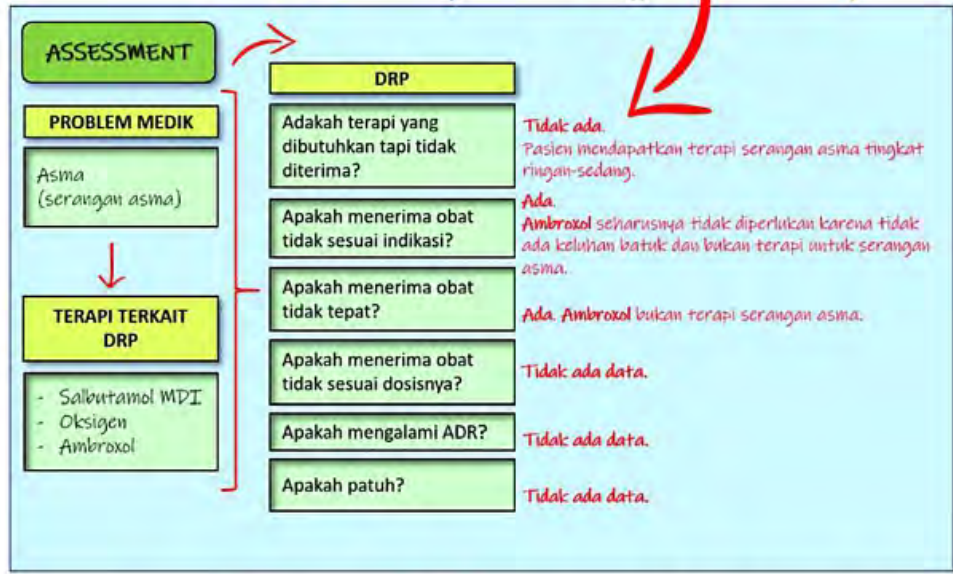 ASSESSMENT
PROBLEM MEDIK
Asma
(serangan asma)
TERAPI TERKAIT
DRP
- Salbutamol MDI
- Oksigen
- Ambroxol
DRP
Adakah terapi yang
dibutuhkan tapi tidak
diterima?
Tidak ada.
Pasien mendapatkan terapi serangan asma tingkat
ringan-sedang.
Apakah menerima obat
tidak sesuai indikasi?
Ada.
Ambroxol seharusnya tidak diperlukan karena tidak
ada keluhan batuk dan bukan terapi untuk serangan
asma.
Apakah menerima obat
tidak tepat?
Ada. Ambroxol bukan terapi serangan asma.
Apakah menerima obat
tidak sesuai dosisnya?
Tidak ada data.
Apakah mengalami ADR?
Tidak ada data.
Apakah patuh?
Tidak ada data.